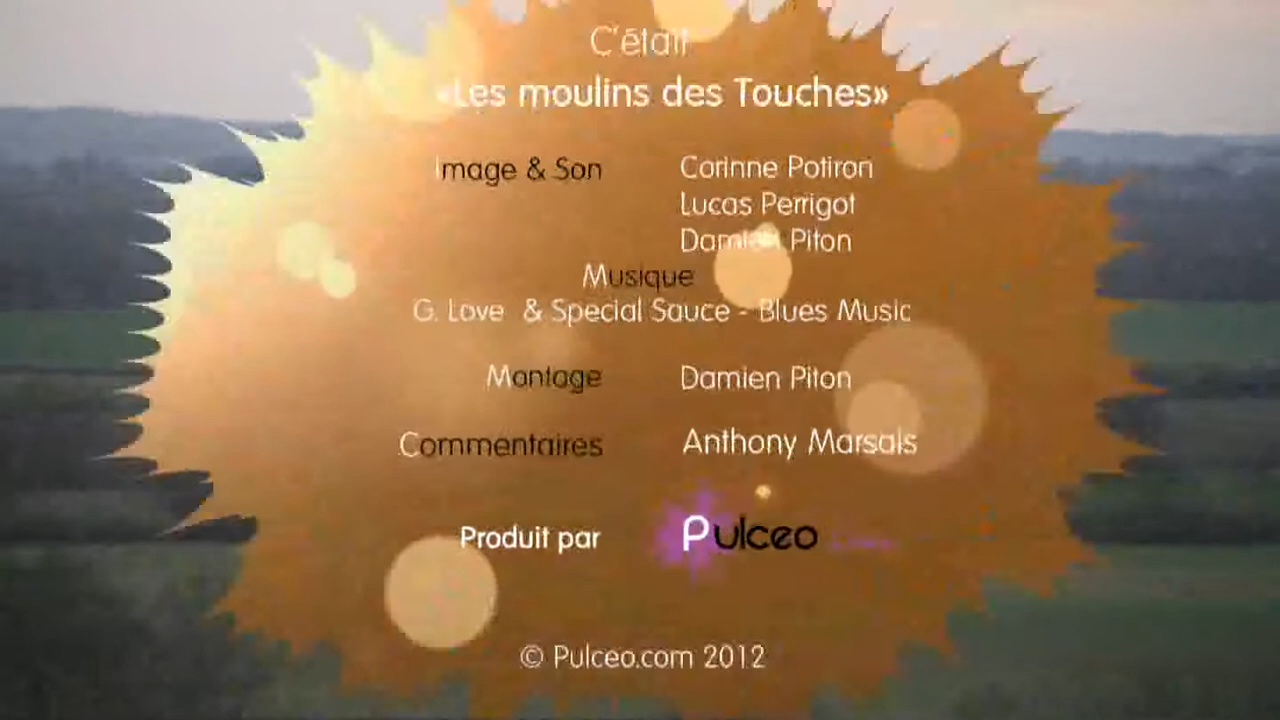 C'était
«Les moulins des Touches»
Image & Son Corinne Potiron
Lucas Perrigot
Damien Piton
Musique
G. Love & Special Sauce - Blues Music
Montage Damien Piton
Commentaires Anthony Marsais
Produit par Pulceo
© Pulceo.com 2012